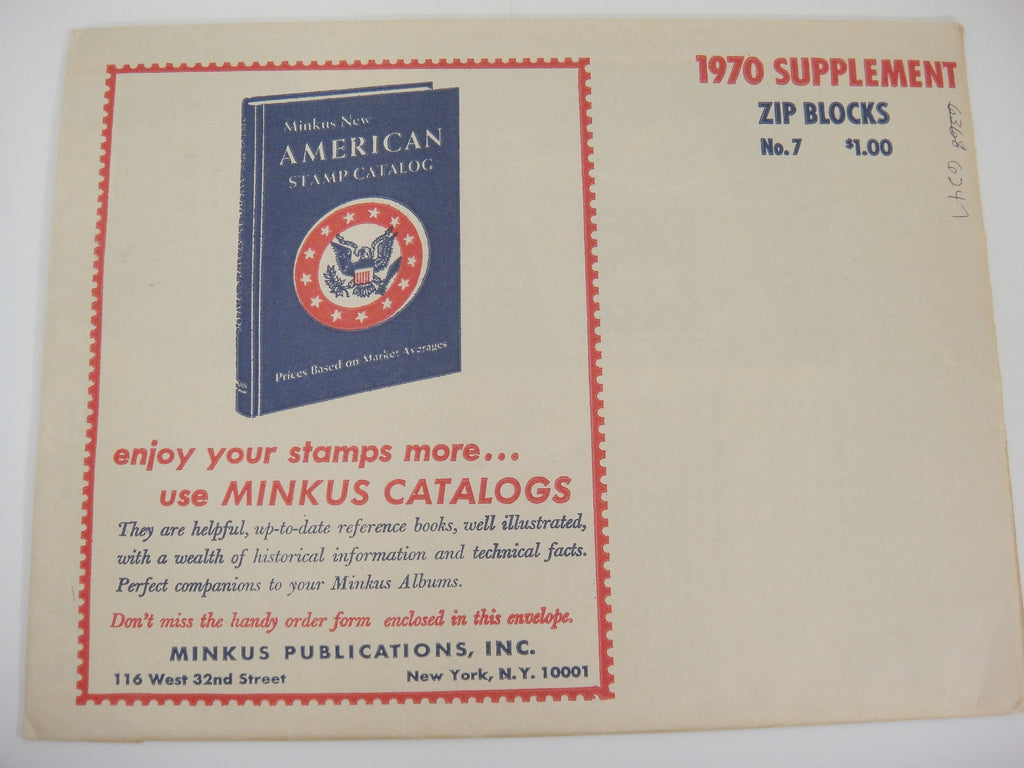 1970 SUPPLEMENT
ZIP BLOCKS
No. 7 $1.00
6368 6247
Minkus New
AMERICAN
STAMP CATALOG
Prices Based on Market Averages
enjoy your stamps more...
use MINKUS CATALOGS
They are helpful, up-to-date reference books, well illustrated,
with a wealth of historical information and technical facts.
Perfect companions to your Minkus Albums.
Don't miss the handy order form enclosed in this envelope.
MINKUS PUBLICATIONS, INC.
116 West 32nd Street New York, N.Y. 10001